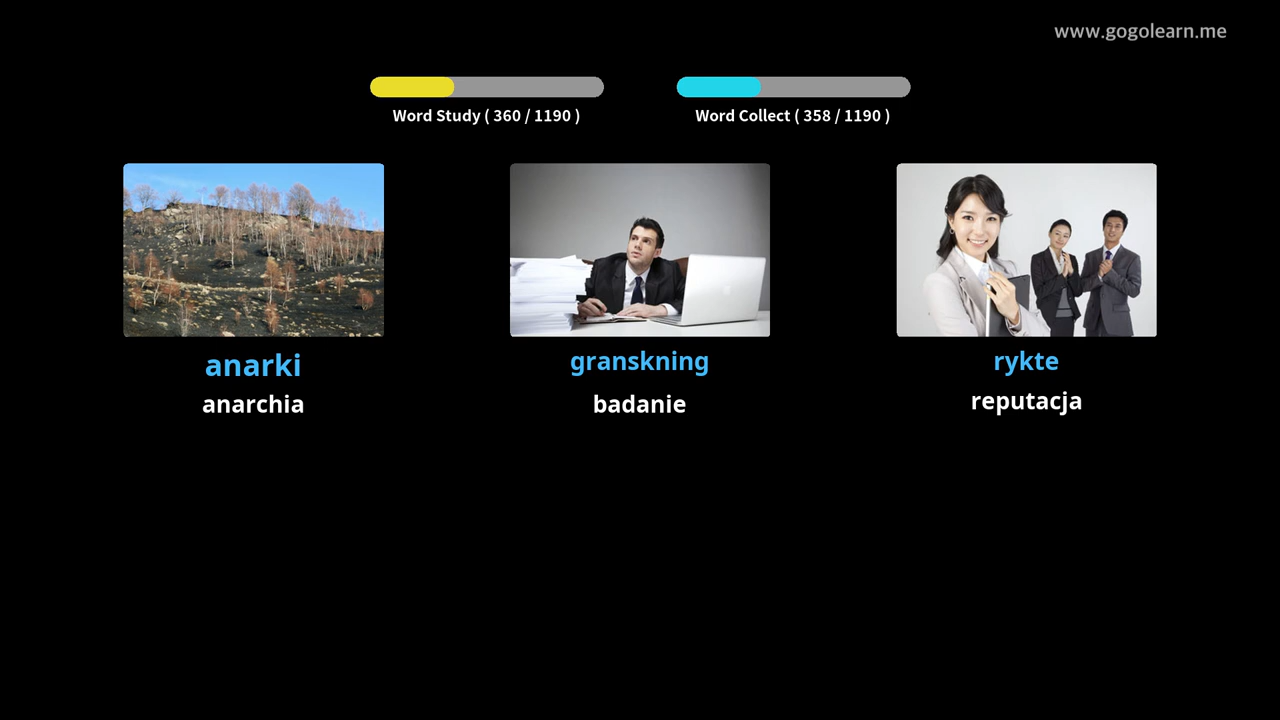 www.gogolearn.me
Word Study ( 360 / 1190 )
Word Collect ( 358 / 1190 )
anarki
anarchia
granskning
badanie
rykte
reputacja